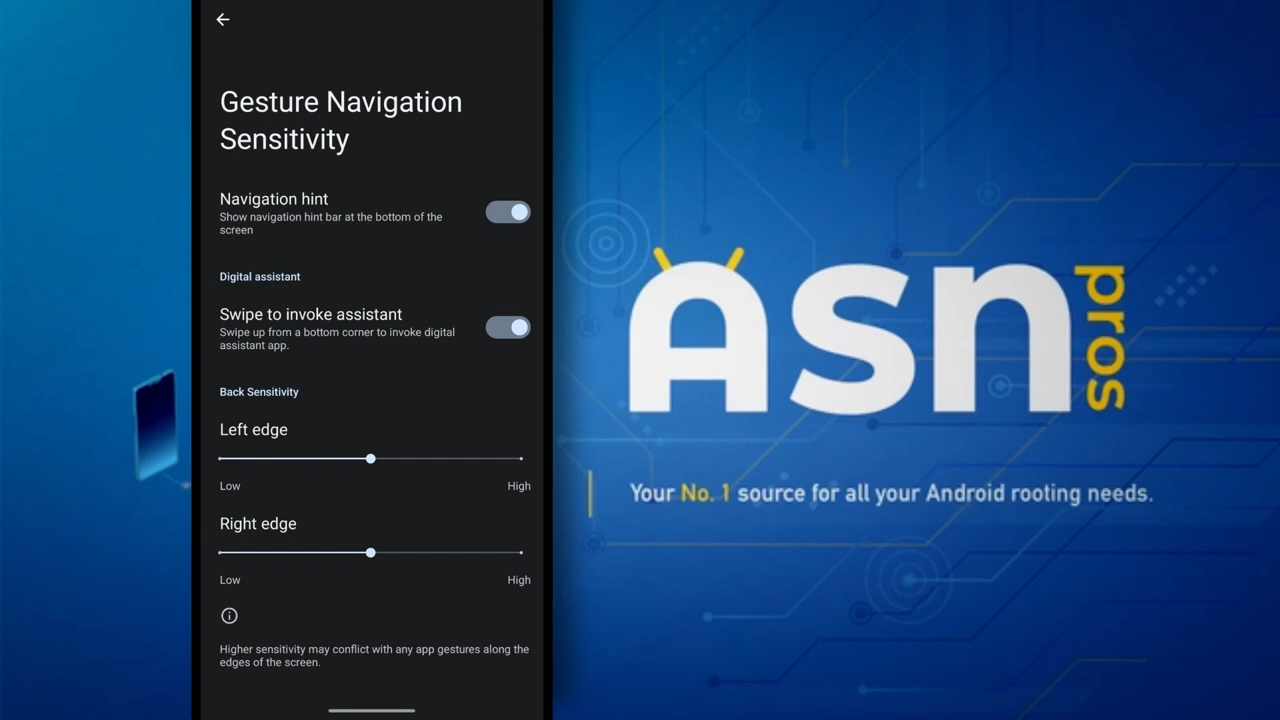 Gesture Navigation
Sensitivity
Navigation hint
Show navigation hint bar at the bottom of the
screen
Digital assistant
Swipe to invoke assistant
Swipe up from a bottom corner to invoke digital
assistant app.
Back Sensitivity
Left edge
Low High
Right edge
Low High
Higher sensitivity may conflict with any app gestures along the
edges of the screen.
Asn pros
Your No. 1 source for all your Android rooting needs.